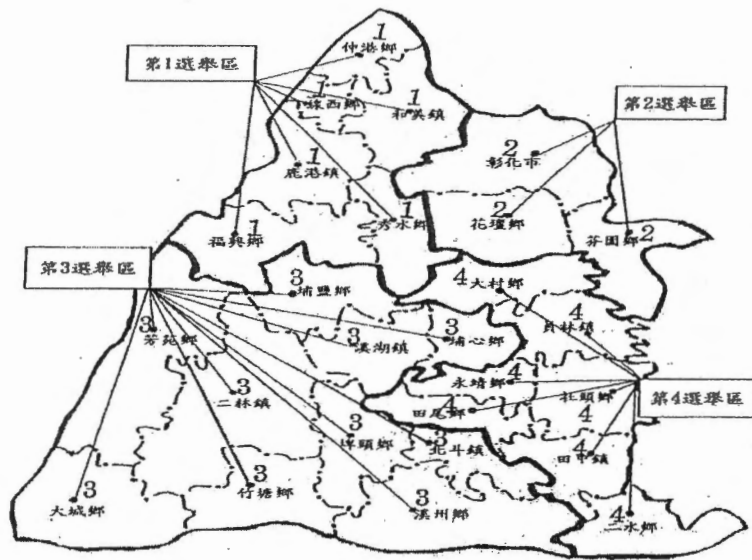 1
伸港鄉
第1選舉區
1
線西鄉
1
和美鎮
第2選舉區
2
彰化市
1
鹿港鎮
1
秀水鄉
2
花壇鄉
1
福興鄉
芬園鄉 2
第3選舉區
3
埔鹽鄉
4 大村鄉
3
芳苑鄉
3
溪湖鎮
3
埔心鄉
4
員林鎮
永靖鄉 4
3
二林鎮
社頭鄉
4
第4選舉區
田尾鄉 4
3
埤頭鄉
3
北斗鎮
4
田中鎮
3
大城鄉
3
竹塘鄉
3
溪州鄉
4
二水鄉